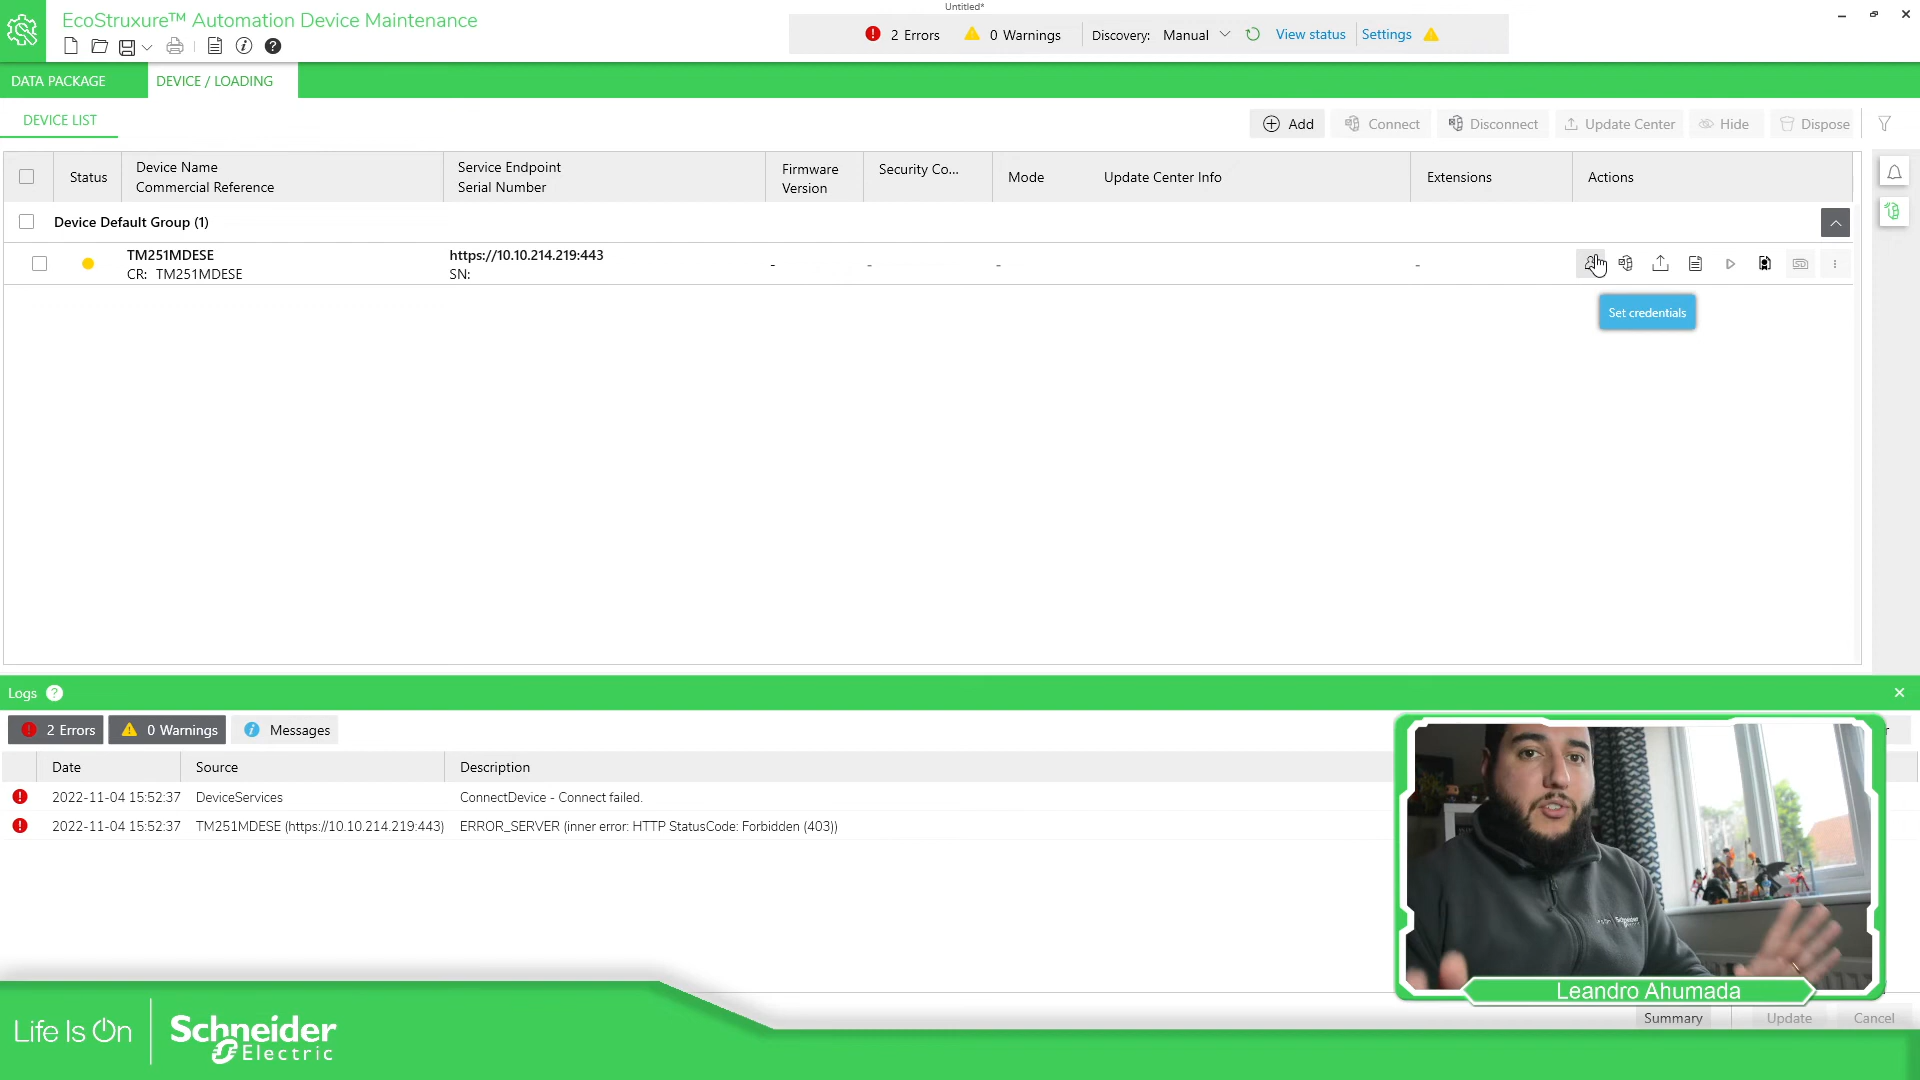 Untitled*
EcoStruxure™ Automation Device Maintenance
2 Errors 0 Warnings Discovery: Manual View status Settings
DATA PACKAGE DEVICE / LOADING
DEVICE LIST
Add Connect Disconnect Update Center Hide Dispose
Status Device Name Commercial Reference Service Endpoint Serial Number Firmware Version Security Co... Mode Update Center Info Extensions Actions
Device Default Group (1)
TM251MDESE https://10.10.214.219:443
CR: TM251MDESE SN: - - - -
Set credentials
Logs ?
2 Errors 0 Warnings Messages
Date Source Description
2022-11-04 15:52:37 DeviceServices ConnectDevice - Connect failed.
2022-11-04 15:52:37 TM251MDESE (https://10.10.214.219:443) ERROR_SERVER (inner error: HTTP StatusCode: Forbidden (403))
Leandro Ahumada
Summary Update Cancel
Life Is On Schneider Electric